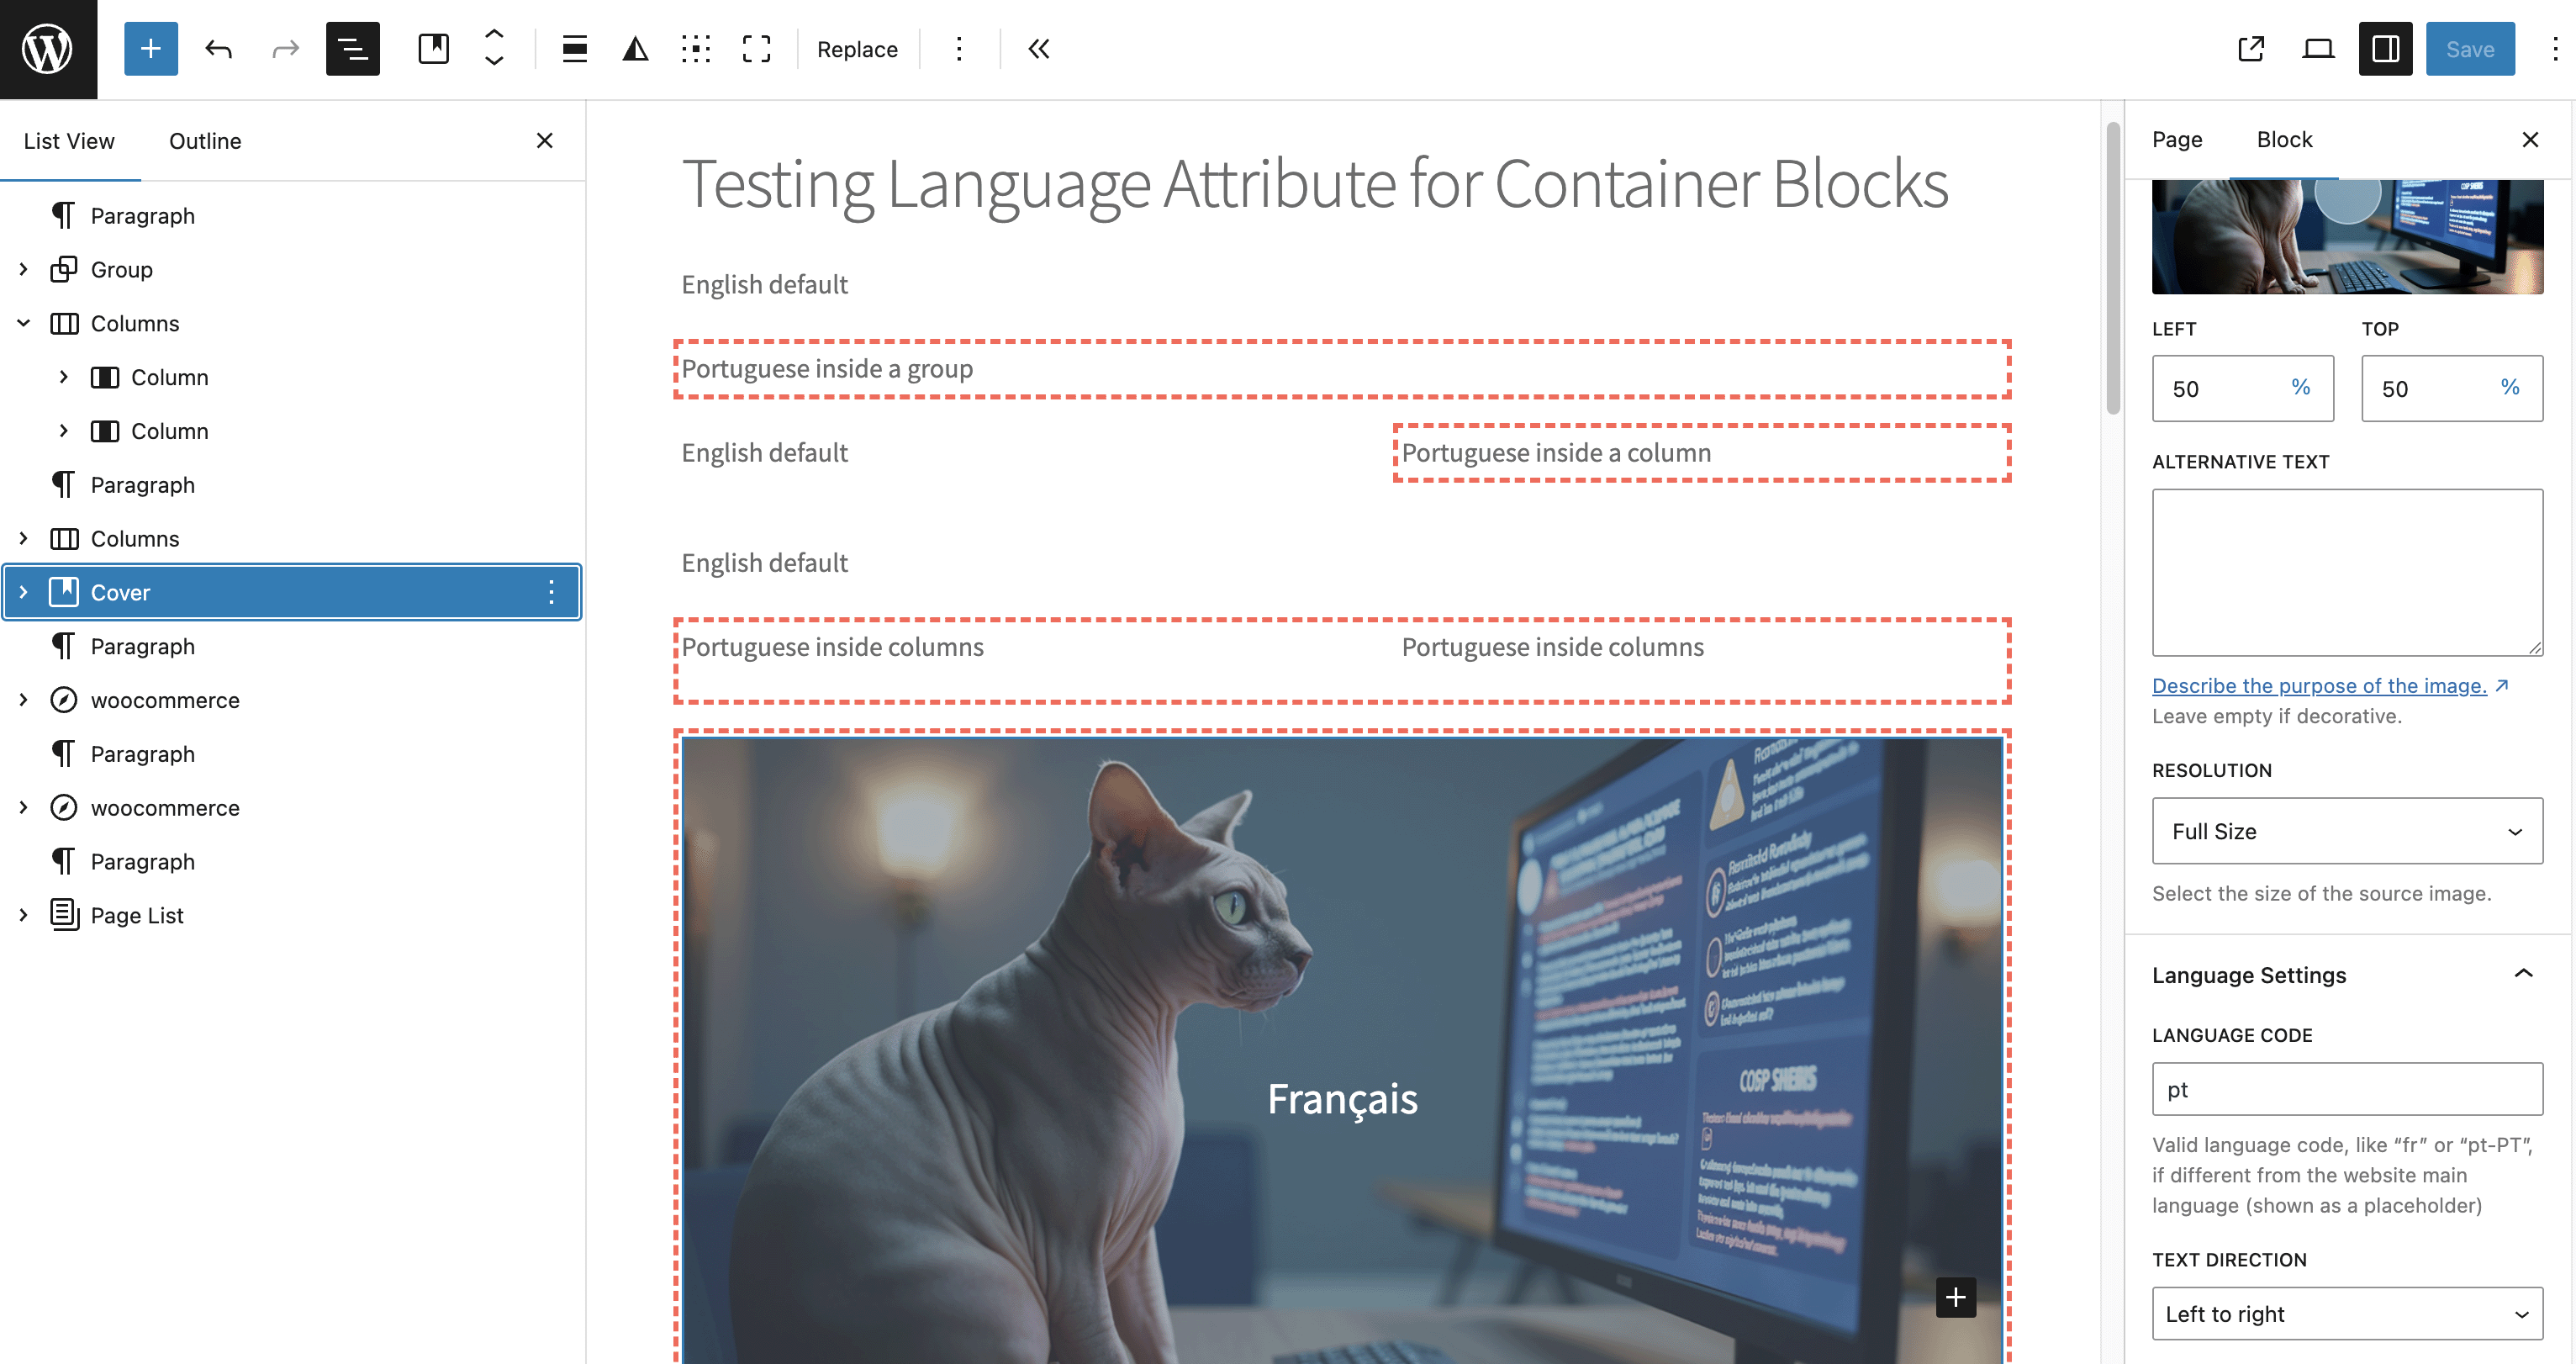 Replace
Save
List View
Outline
Paragraph
Group
Columns
Column
Column
Paragraph
Columns
Cover
Paragraph
woocommerce
Paragraph
woocommerce
Paragraph
Page List
Testing Language Attribute for Container Blocks
English default
Portuguese inside a group
English default
Portuguese inside a column
English default
Portuguese inside columns
Portuguese inside columns
COSP SHEBIS
Français
Page
Block
LEFT
TOP
50 %
50 %
ALTERNATIVE TEXT
Describe the purpose of the image.
Leave empty if decorative.
RESOLUTION
Full Size
Select the size of the source image.
Language Settings
LANGUAGE CODE
pt
Valid language code, like “fr” or “pt-PT”,
if different from the website main
language (shown as a placeholder)
TEXT DIRECTION
Left to right